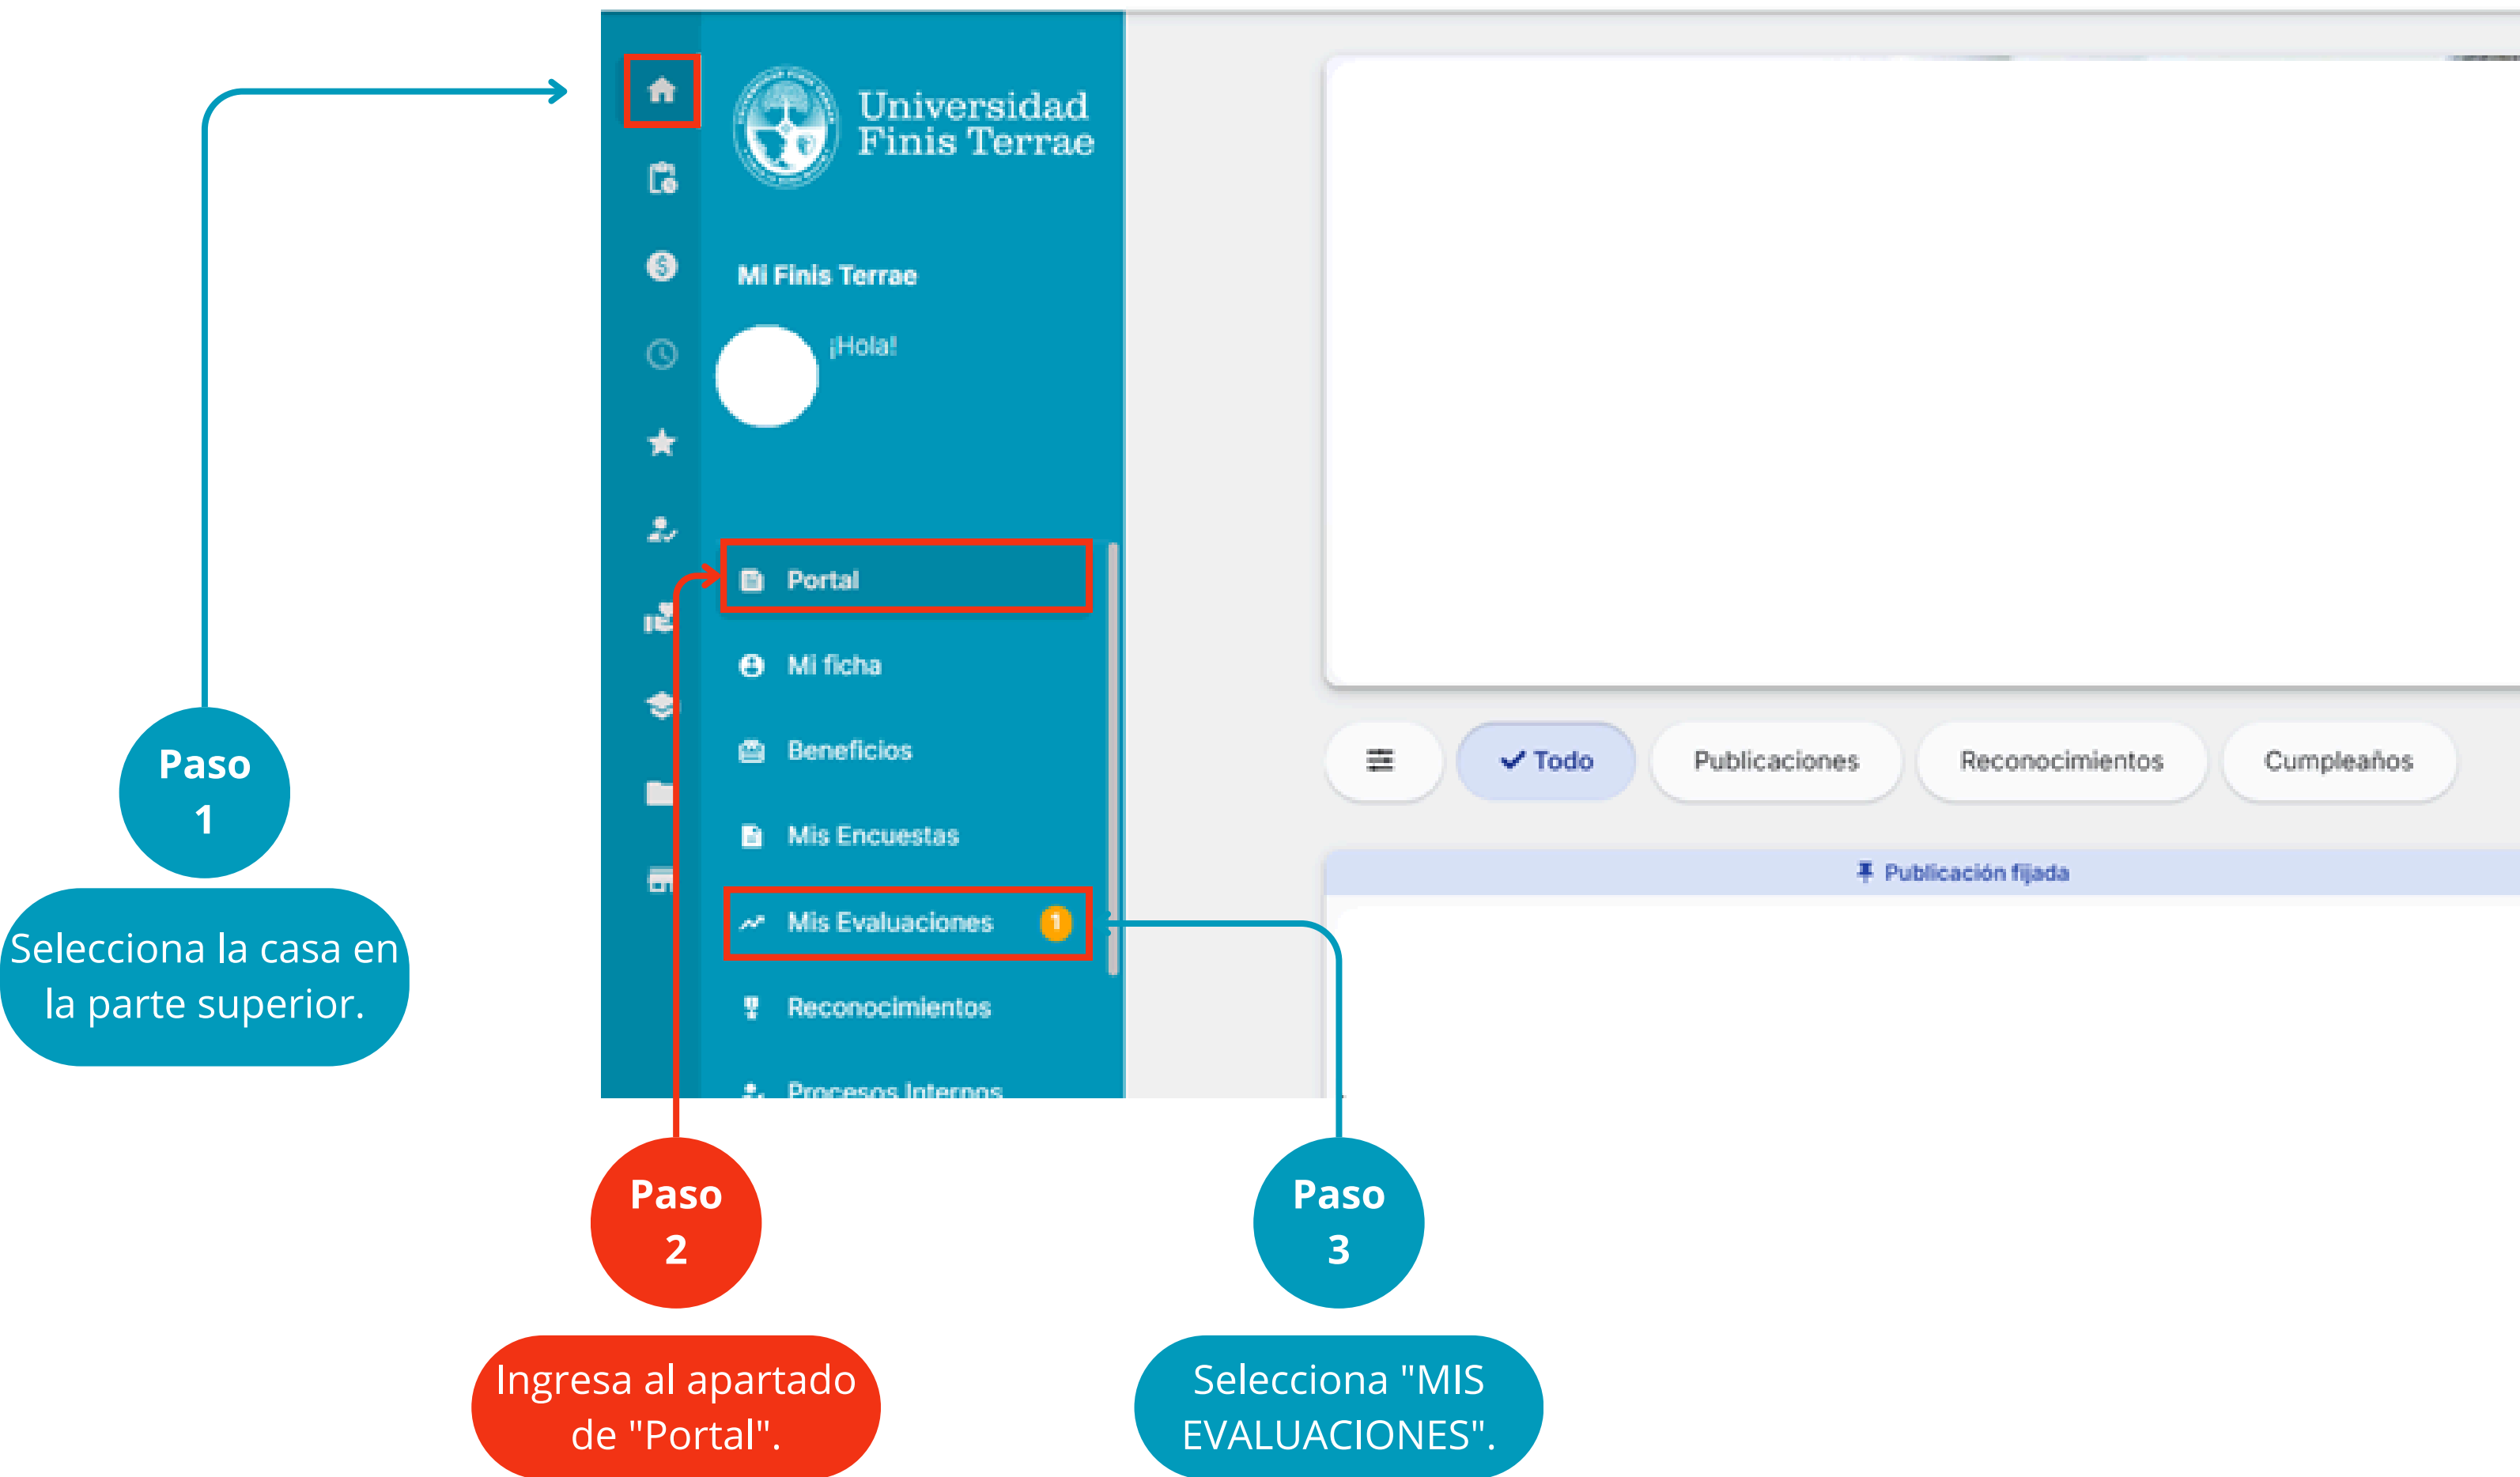 Universidad
Finis Terrae
Mi Finis Terrae
¡Hola!
Portal
Mi ficha
Beneficios
Mis Encuestas
Mis Evaluaciones 1
Reconocimientos
Procesos Internos
✓ Todo
Publicaciones
Reconocimientos
Cumpleaños
Publicación fijada
Paso
1
Selecciona la casa en
la parte superior.
Paso
2
Ingresa al apartado
de "Portal".
Paso
3
Selecciona "MIS
EVALUACIONES".